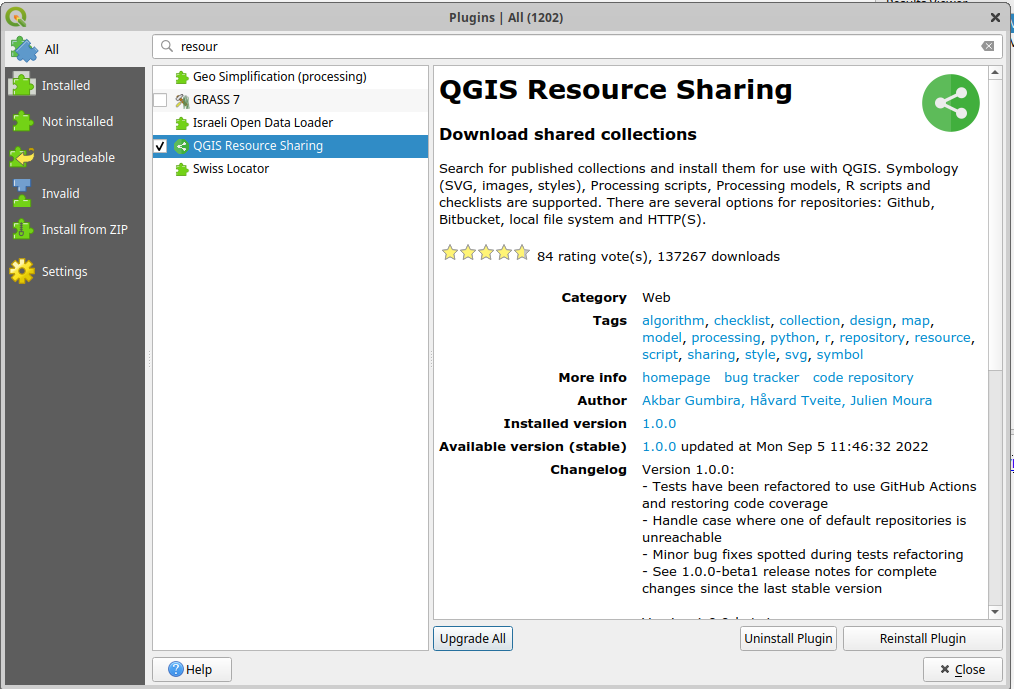 Plugins | All (1202)
All
Installed
Not installed
Upgradeable
Invalid
Install from ZIP
Settings
resour
Geo Simplification (processing)
GRASS 7
Israeli Open Data Loader
QGIS Resource Sharing
Swiss Locator
QGIS Resource Sharing
Download shared collections
Search for published collections and install them for use with QGIS. Symbology
(SVG, images, styles), Processing scripts, Processing models, R scripts and
checklists are supported. There are several options for repositories: Github,
Bitbucket, local file system and HTTP(S).
84 rating vote(s), 137267 downloads
Category Web
Tags algorithm, checklist, collection, design, map,
model, processing, python, r, repository, resource,
script, sharing, style, svg, symbol
More info homepage bug tracker code repository
Author Akbar Gumbira, Håvard Tveite, Julien Moura
Installed version 1.0.0
Available version (stable) 1.0.0 updated at Mon Sep 5 11:46:32 2022
Changelog Version 1.0.0:
- Tests have been refactored to use GitHub Actions
and restoring code coverage
- Handle case where one of default repositories is
unreachable
- Minor bug fixes spotted during tests refactoring
- See 1.0.0-beta1 release notes for complete
changes since the last stable version
Upgrade All
Uninstall Plugin
Reinstall Plugin
Help
Close